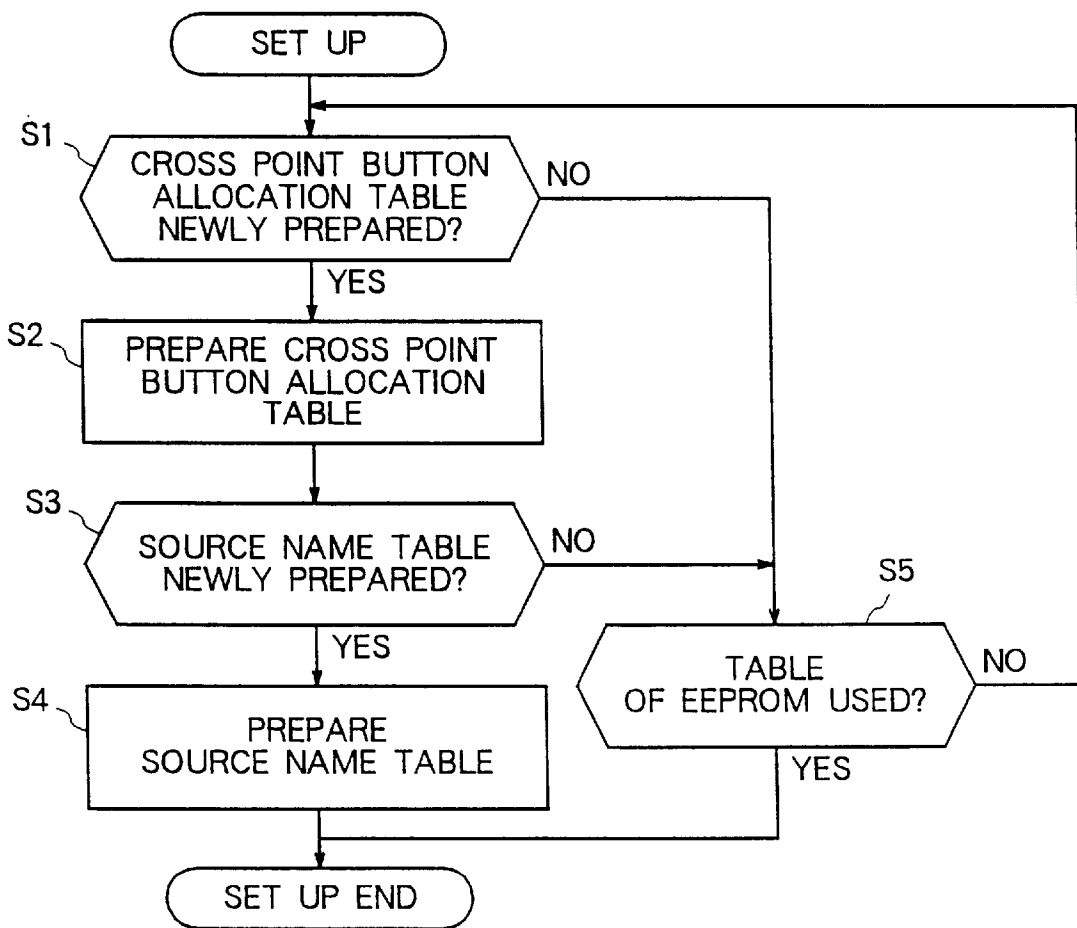 SET UP
S1
CROSS POINT BUTTON
ALLOCATION TABLE
NEWLY PREPARED?
NO
YES
S2
PREPARE CROSS POINT
BUTTON ALLOCATION
TABLE
S3
SOURCE NAME TABLE
NEWLY PREPARED?
NO
YES
S5
TABLE
OF EEPROM USED?
NO
YES
S4
PREPARE
SOURCE NAME TABLE
SET UP END